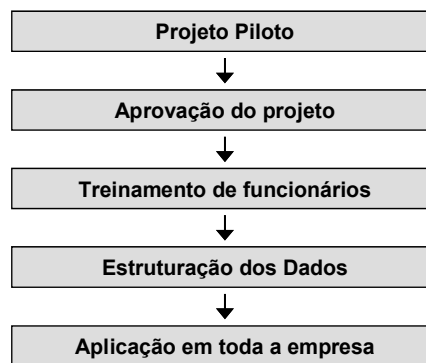 Projeto Piloto
Aprovação do projeto
Treinamento de funcionários
Estruturação dos Dados
Aplicação em toda a empresa